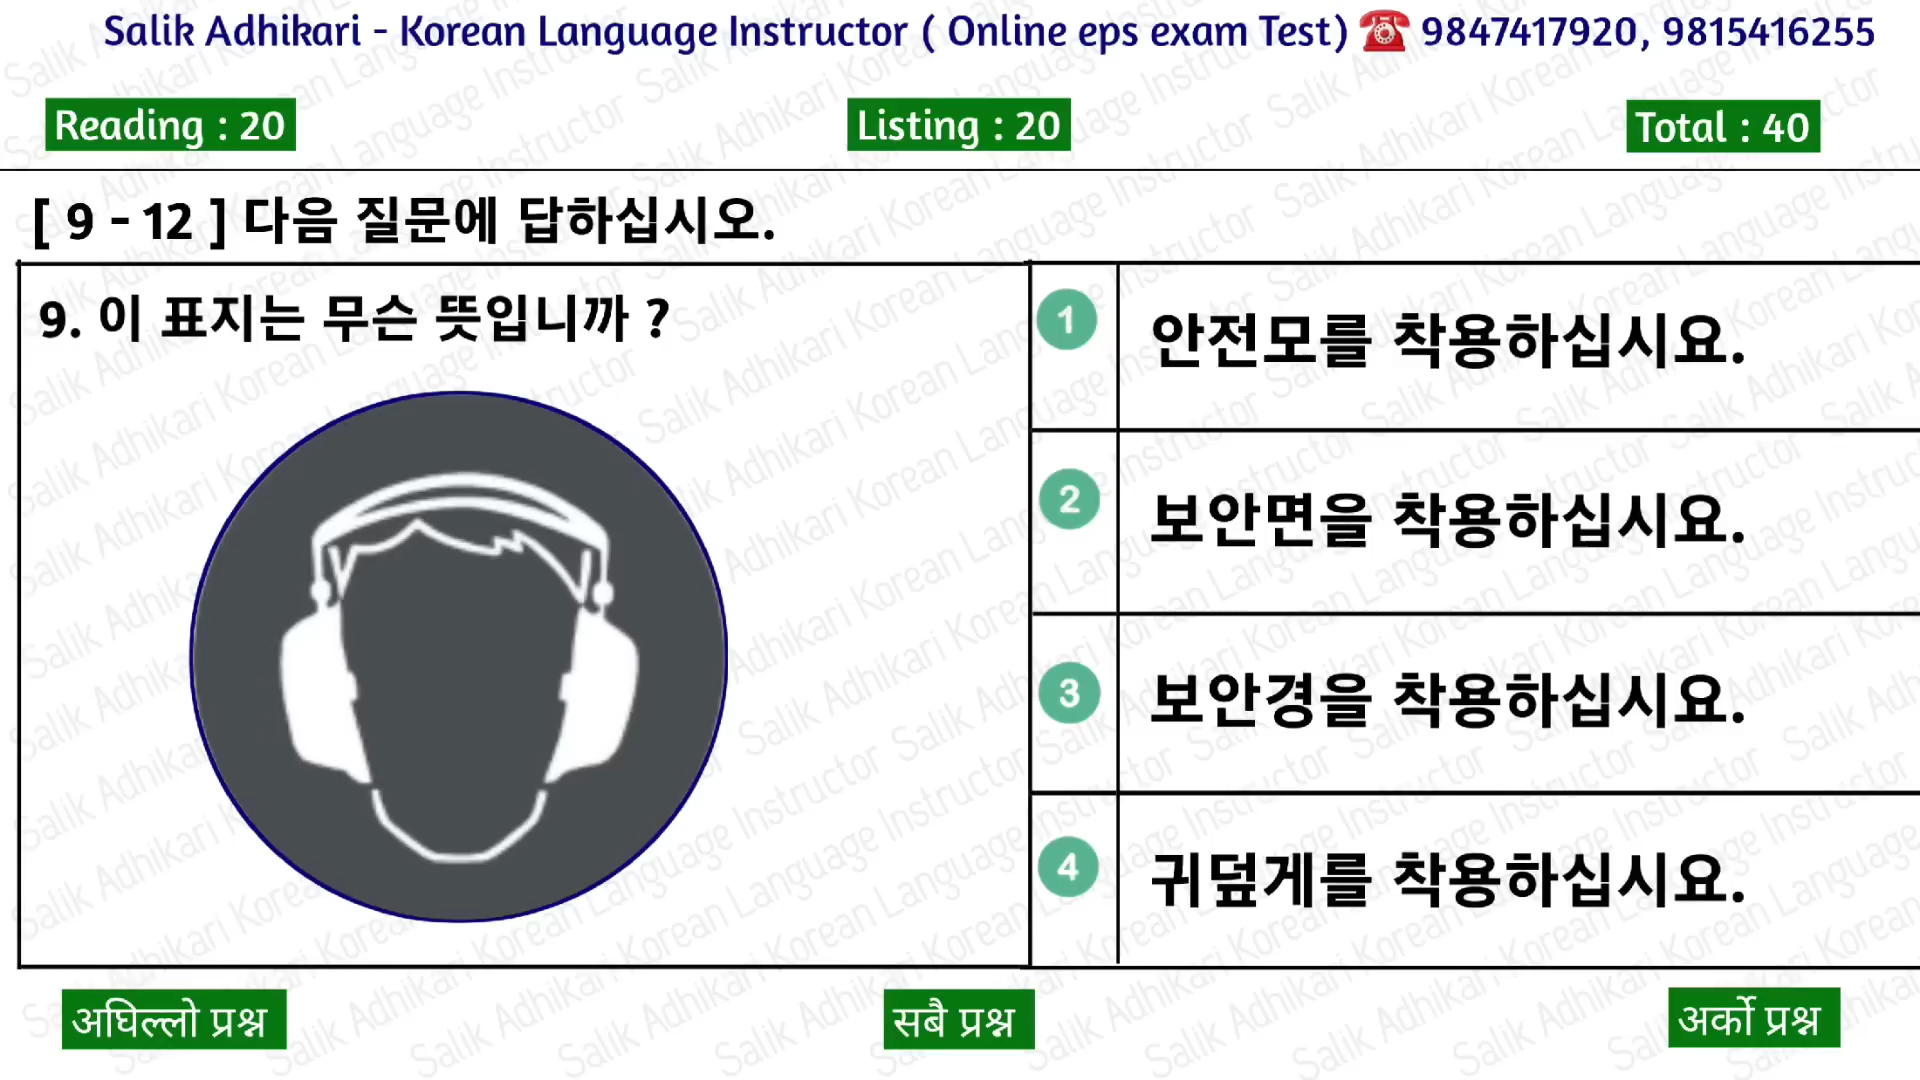 Salik Adhikari - Korean Language Instructor ( Online eps exam Test) ☎️ 9847417920, 9815416255
Reading : 20
Listing : 20
Total : 40
[ 9 - 12 ] 다음 질문에 답하십시오.
9. 이 표지는 무슨 뜻입니까 ?
1 안전모를 착용하십시요.
2 보안면을 착용하십시요.
3 보안경을 착용하십시요.
4 귀덮게를 착용하십시요.
अघिल्लो प्रश्न
सबै प्रश्न
अर्को प्रश्न